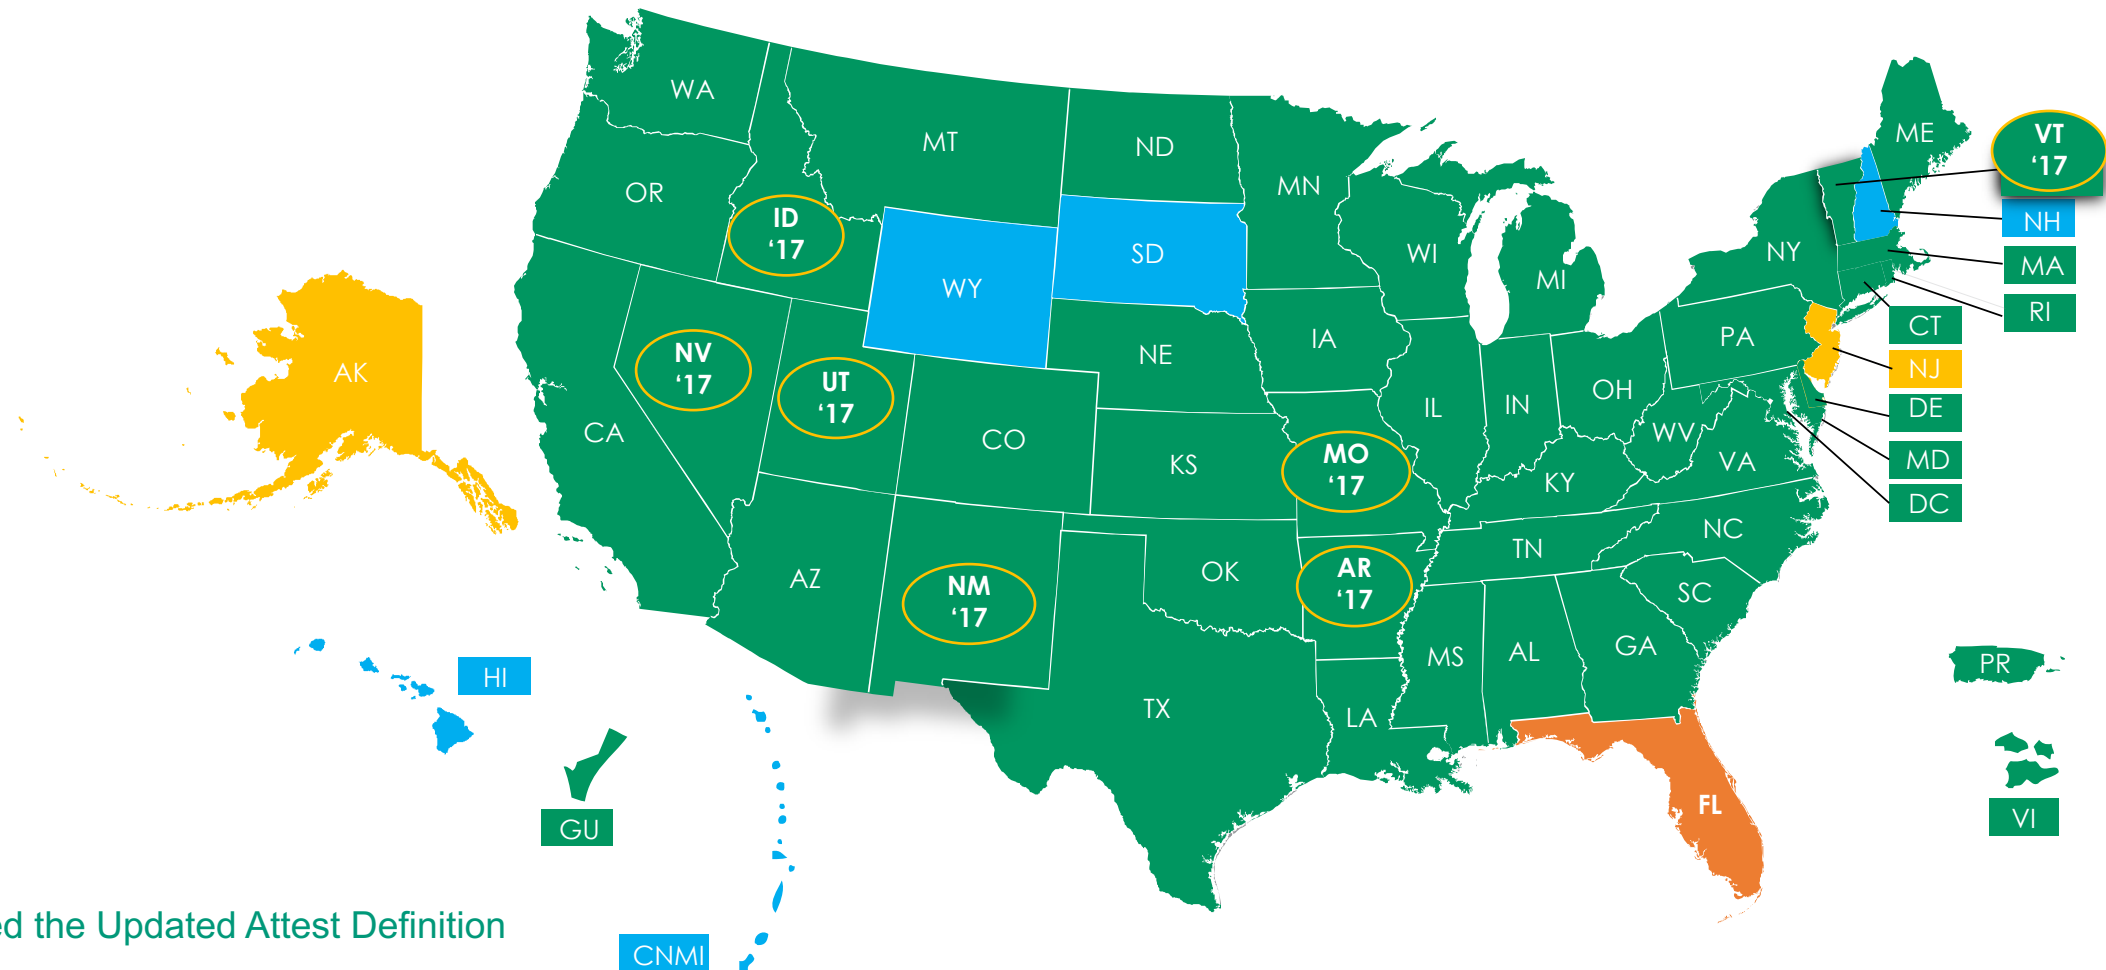 WA
MT
ND
MN
ME
VT
‘17
OR
ID
‘17
WY
SD
WI
MI
NY
NH
MA
RI
CT
NJ
DE
MD
DC
AK
NV
‘17
UT
‘17
NE
IA
IL
IN
OH
PA
WV
VA
CA
CO
KS
MO
‘17
KY
AZ
NM
‘17
OK
AR
‘17
TN
NC
SC
MS
AL
GA
TX
LA
FL
HI
GU
CNMI
PR
VI
ed the Updated Attest Definition